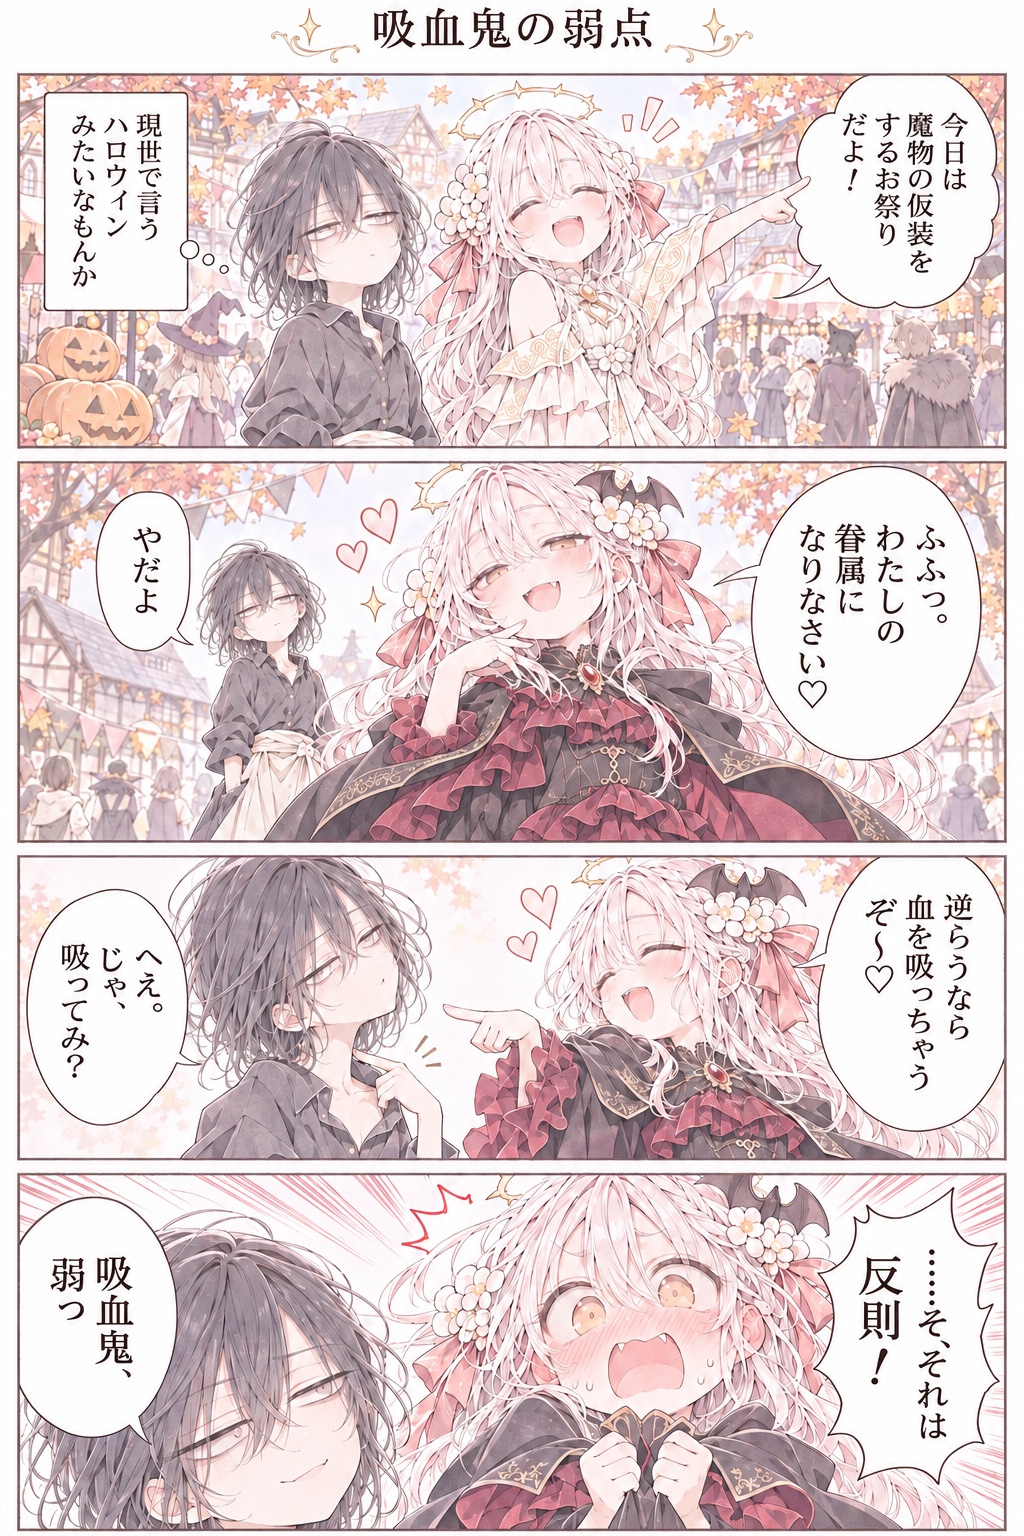 吸血鬼の弱点
今日は
魔物の仮装を
するお祭り
だよ！
現世で言う
ハロウィン
みたいなもんか
ふふっ。
わたしの
眷属に
なりなさい♡
やだよ
逆らうなら
血を吸っちゃう
ぞ〜♡
へえ。
じゃ、
吸ってみ？
……そ、それは
反則！
吸血鬼、
弱っ